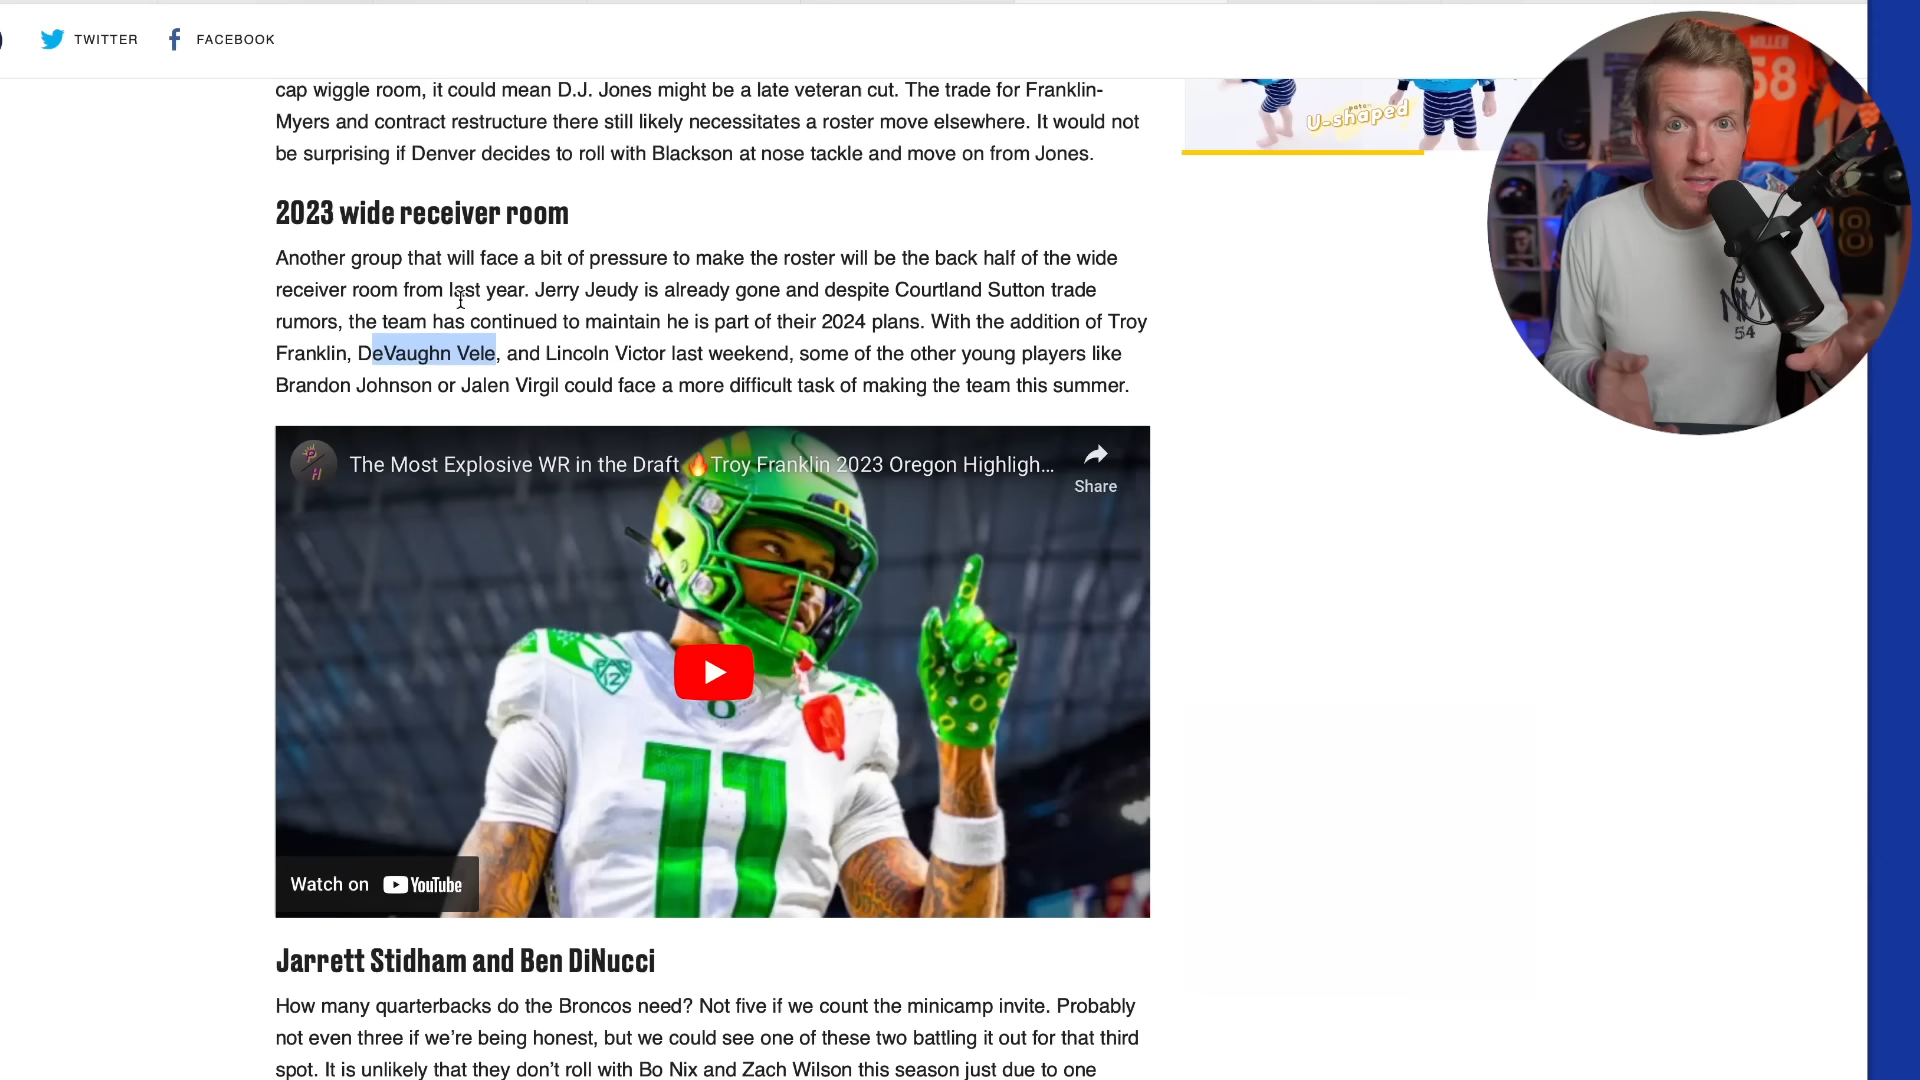 TWITTER FACEBOOK
cap wiggle room, it could mean D.J. Jones might be a late veteran cut. The trade for Franklin-
Myers and contract restructure there still likely necessitates a roster move elsewhere. It would not
be surprising if Denver decides to roll with Blackson at nose tackle and move on from Jones.
U-shaped
MILLER
58
8
NM
54
2023 wide receiver room
Another group that will face a bit of pressure to make the roster will be the back half of the wide
receiver room from last year. Jerry Jeudy is already gone and despite Courtland Sutton trade
rumors, the team has continued to maintain he is part of their 2024 plans. With the addition of Troy
Franklin, DeVaughn Vele, and Lincoln Victor last weekend, some of the other young players like
Brandon Johnson or Jalen Virgil could face a more difficult task of making the team this summer.
P
H
The Most Explosive WR in the Draft 🔥Troy Franklin 2023 Oregon Highligh...
Share
PAC
12
O
11
Watch on YouTube
Jarrett Stidham and Ben DiNucci
How many quarterbacks do the Broncos need? Not five if we count the minicamp invite. Probably
not even three if we’re being honest, but we could see one of these two battling it out for that third
spot. It is unlikely that they don’t roll with Bo Nix and Zach Wilson this season just due to one